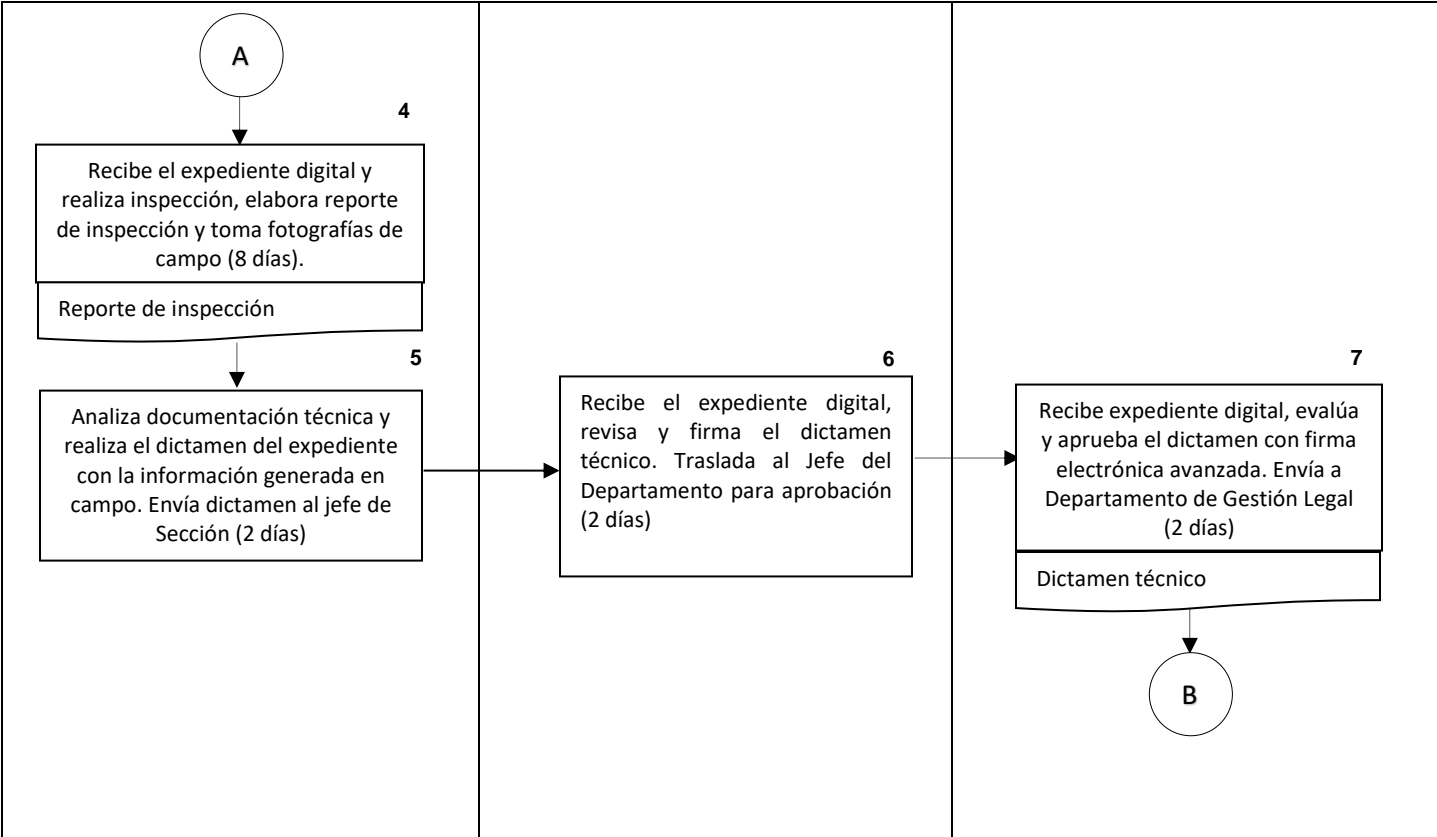 A
4
Recibe el expediente digital y
realiza inspección, elabora reporte
de inspección y toma fotografías de
campo (8 días).
Reporte de inspección
5
Analiza documentación técnica y
realiza el dictamen del expediente
con la información generada en
campo. Envía dictamen al jefe de
Sección (2 días)
6
Recibe el expediente digital,
revisa y firma el dictamen
técnico. Traslada al Jefe del
Departamento para aprobación
(2 días)
7
Recibe expediente digital, evalúa
y aprueba el dictamen con firma
electrónica avanzada. Envía a
Departamento de Gestión Legal
(2 días)
Dictamen técnico
B